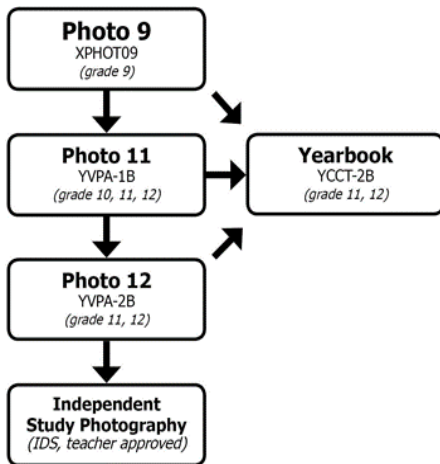 Photo 9
XPHOT09
(grade 9)
Photo 11
YVPA-1B
(grade 10, 11, 12)
Yearbook
YCCT-2B
(grade 11, 12)
Photo 12
YVPA-2B
(grade 11, 12)
Independent
Study Photography
(IDS, teacher approved)